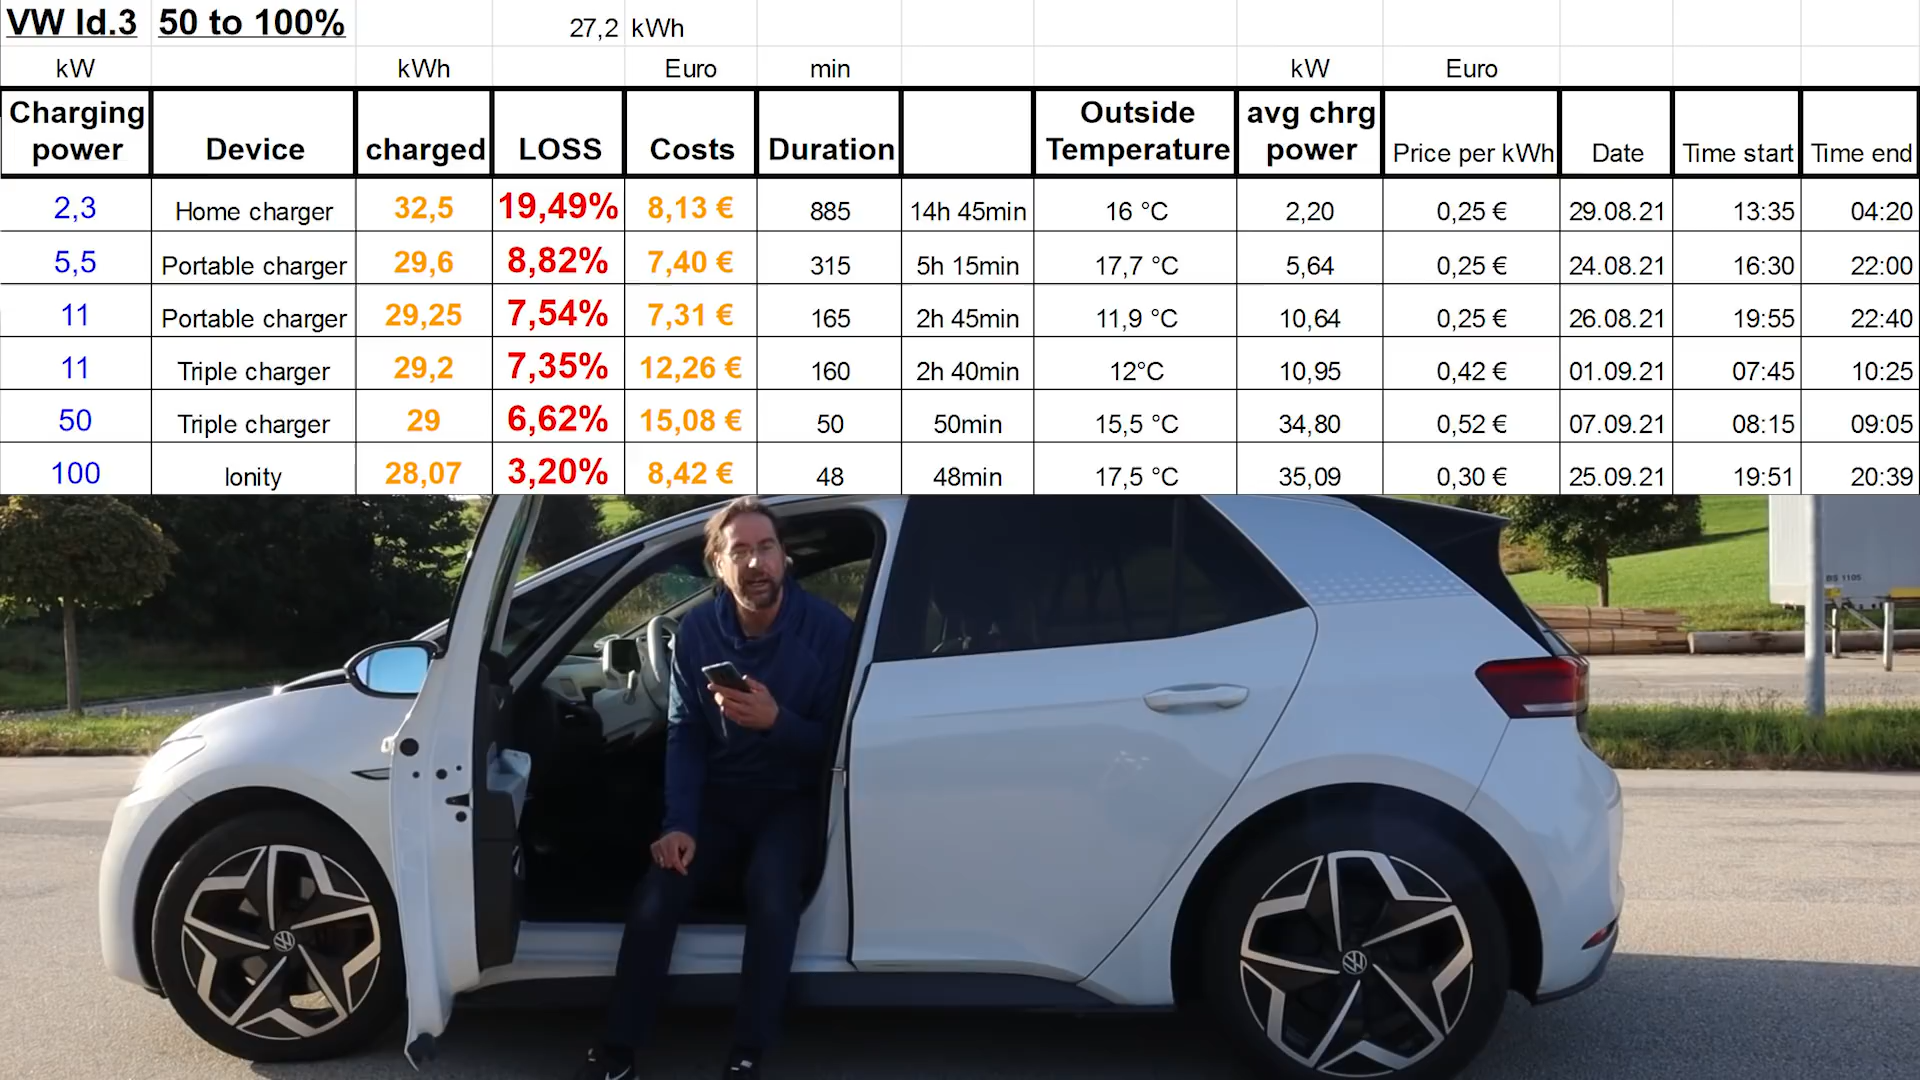 VW Id.3 50 to 100% 27,2 kWh
kW kWh Euro min kW Euro
Charging power Device charged LOSS Costs Duration Outside Temperature avg chrg power Price per kWh Date Time start Time end
2,3 Home charger 32,5 19,49% 8,13 € 885 14h 45min 16 °C 2,20 0,25 € 29.08.21 13:35 04:20
5,5 Portable charger 29,6 8,82% 7,40 € 315 5h 15min 17,7 °C 5,64 0,25 € 24.08.21 16:30 22:00
11 Portable charger 29,25 7,54% 7,31 € 165 2h 45min 11,9 °C 10,64 0,25 € 26.08.21 19:55 22:40
11 Triple charger 29,2 7,35% 12,26 € 160 2h 40min 12°C 10,95 0,42 € 01.09.21 07:45 10:25
50 Triple charger 29 6,62% 15,08 € 50 50min 15,5 °C 34,80 0,52 € 07.09.21 08:15 09:05
100 Ionity 28,07 3,20% 8,42 € 48 48min 17,5 °C 35,09 0,30 € 25.09.21 19:51 20:39
BS 1105